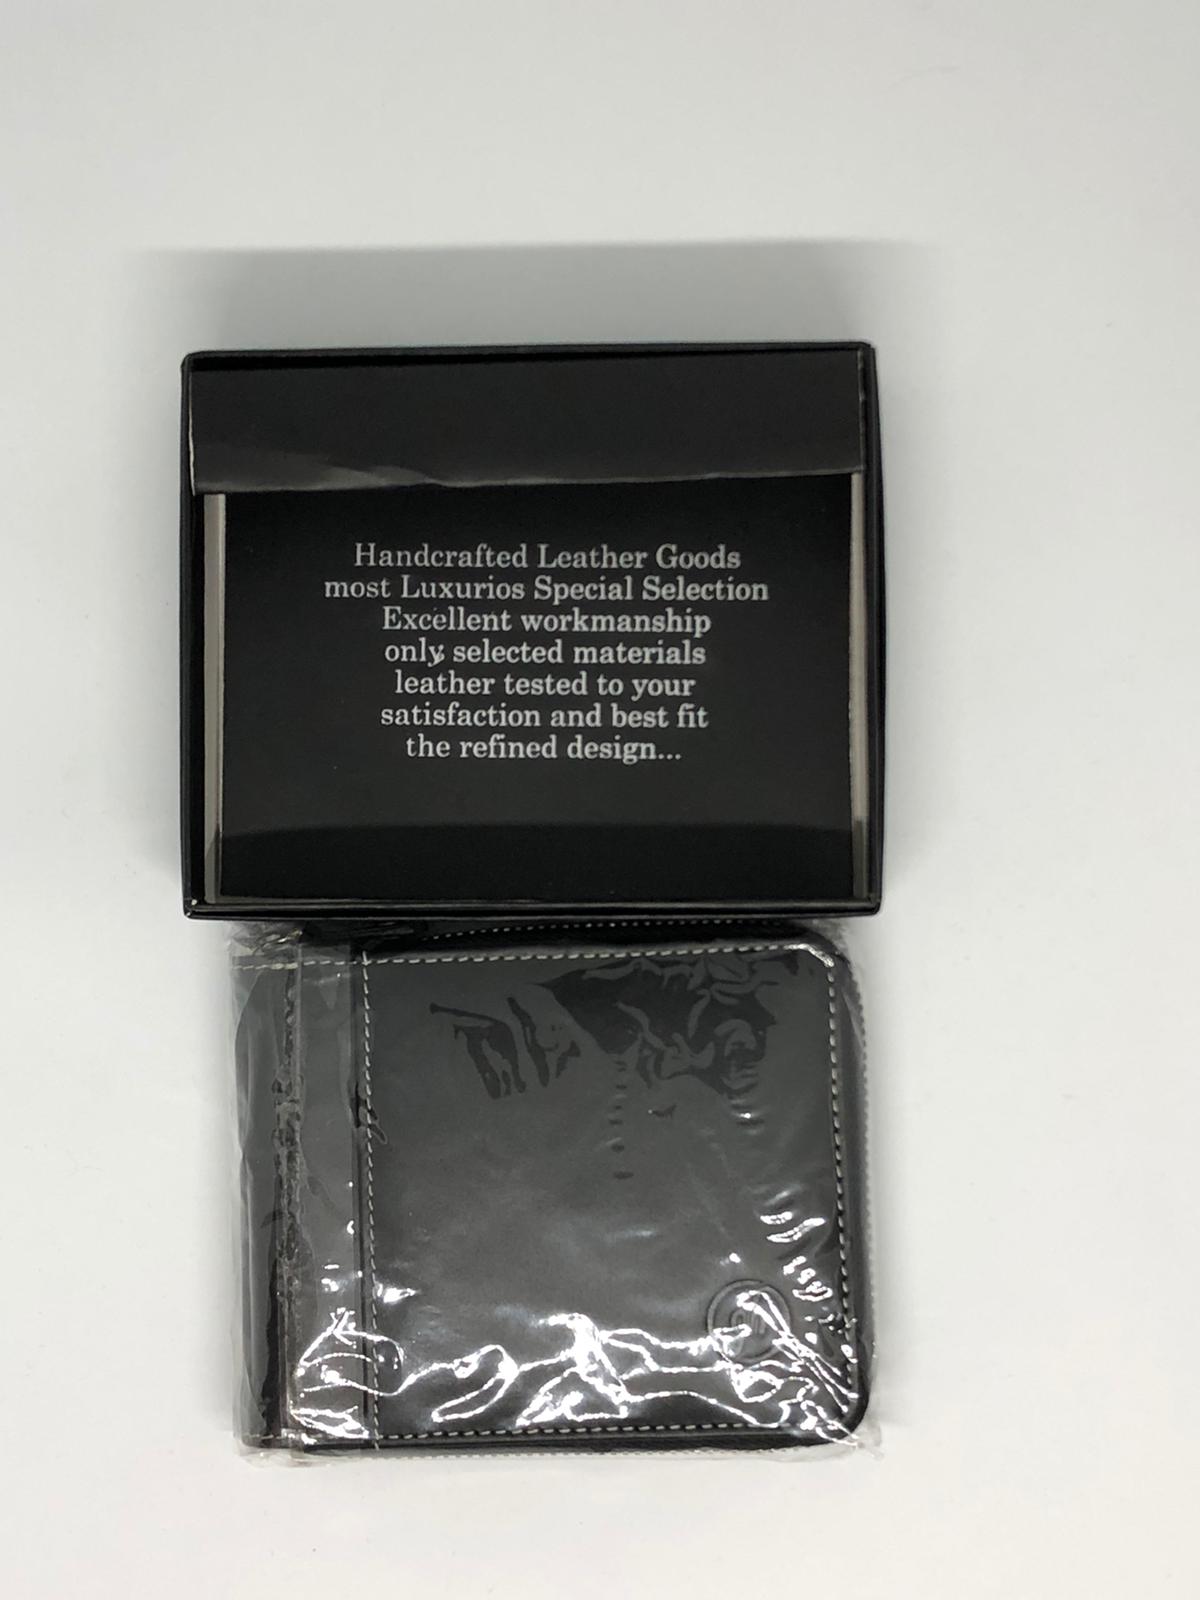 Handcrafted Leather Goods
most Luxurios Special Selection
Excellent workmanship
only selected materials
leather tested to your
satisfaction and best fit
the refined design...